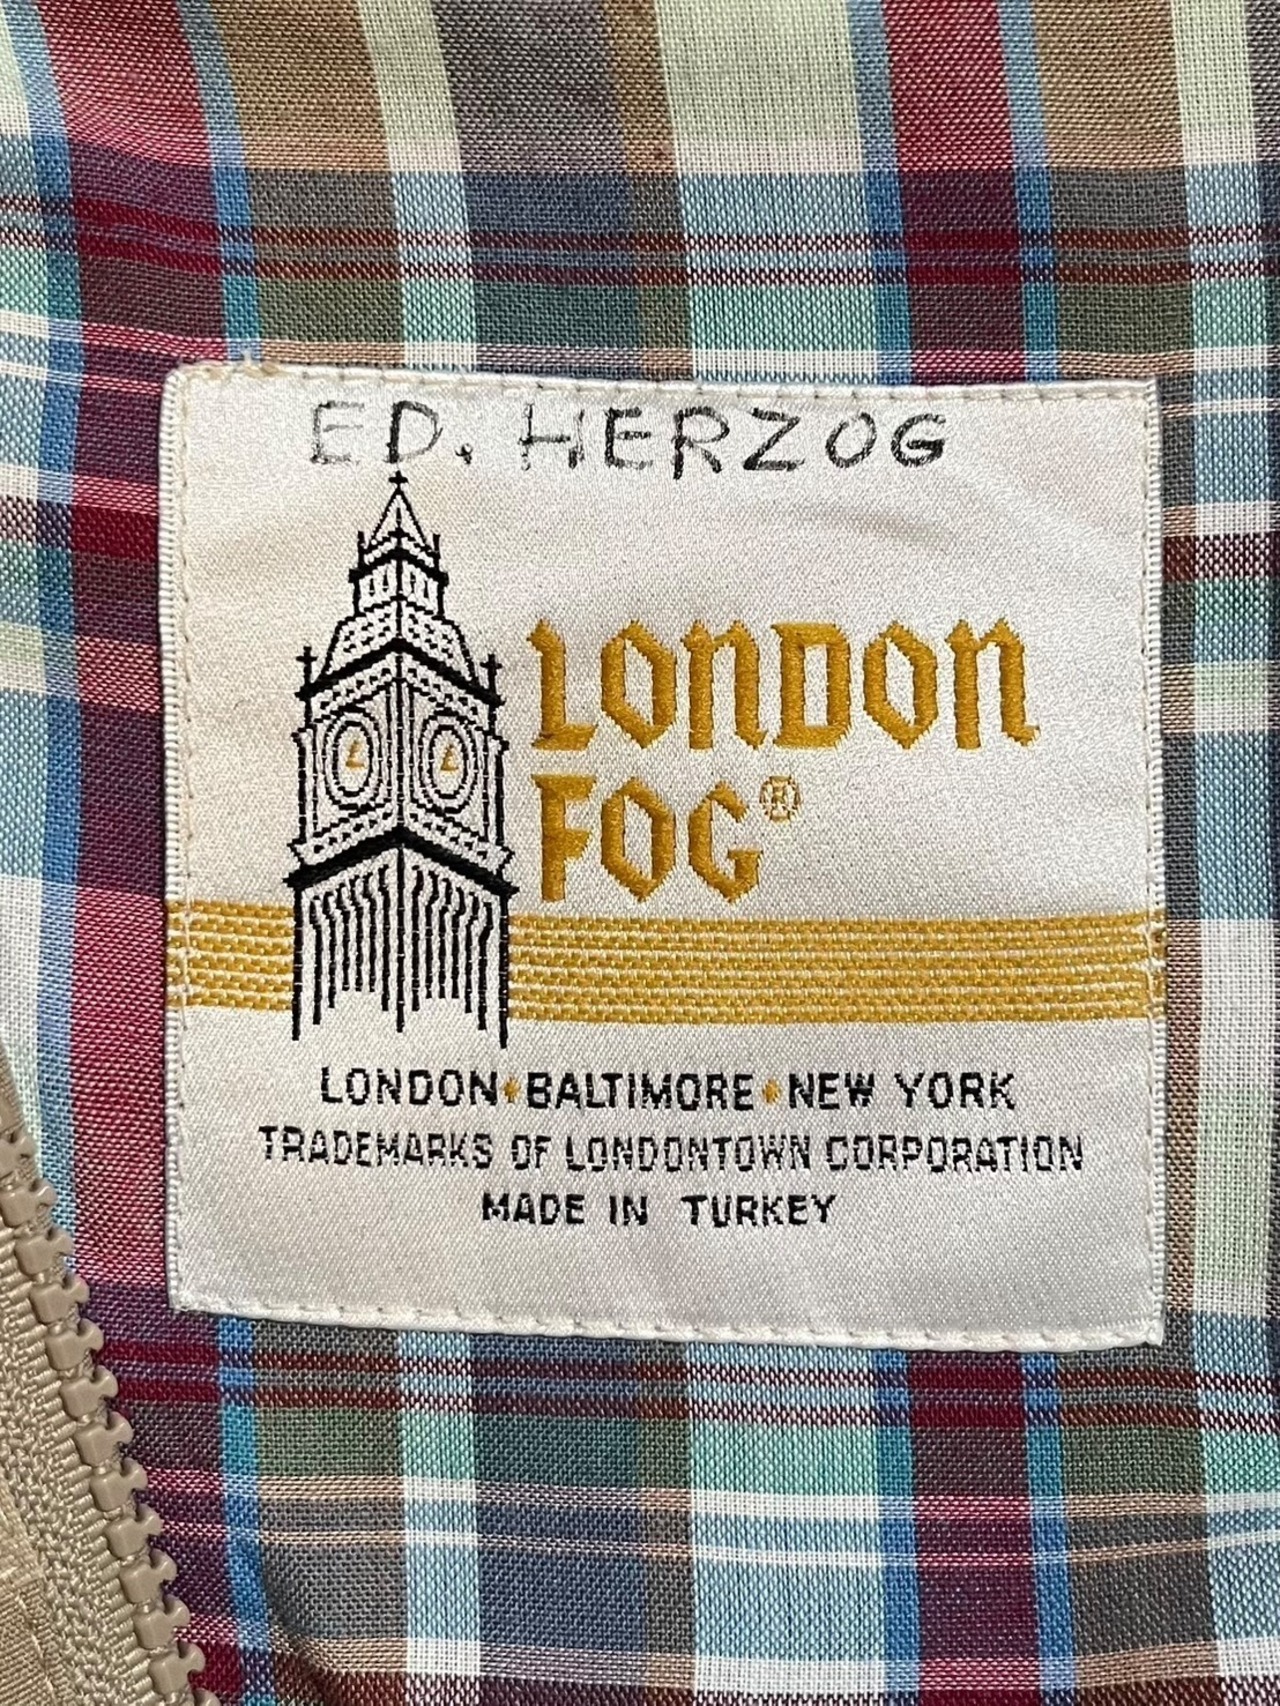 ED. HERZOG
LONDON
FOG®
L L
LONDON•BALTIMORE•NEW YORK
TRADEMARKS OF LONDONTOWN CORPORATION
MADE IN TURKEY